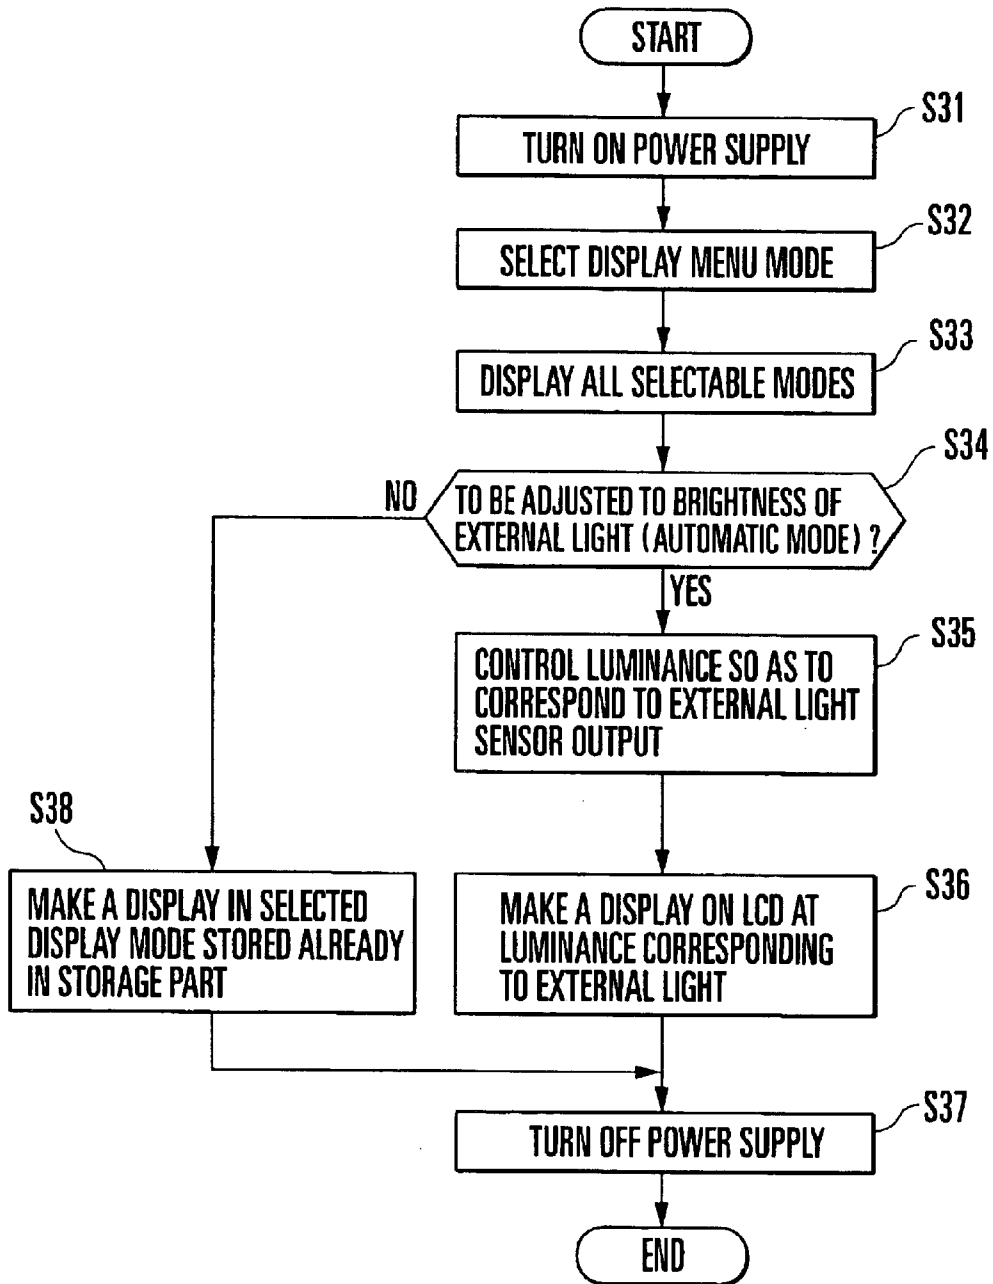 START
S31
TURN ON POWER SUPPLY
S32
SELECT DISPLAY MENU MODE
S33
DISPLAY ALL SELECTABLE MODES
S34
NO
TO BE ADJUSTED TO BRIGHTNESS OF
EXTERNAL LIGHT (AUTOMATIC MODE) ?
YES
S35
CONTROL LUMINANCE SO AS TO
CORRESPOND TO EXTERNAL LIGHT
SENSOR OUTPUT
S38
MAKE A DISPLAY IN SELECTED
DISPLAY MODE STORED ALREADY
IN STORAGE PART
S36
MAKE A DISPLAY ON LCD AT
LUMINANCE CORRESPONDING
TO EXTERNAL LIGHT
S37
TURN OFF POWER SUPPLY
END